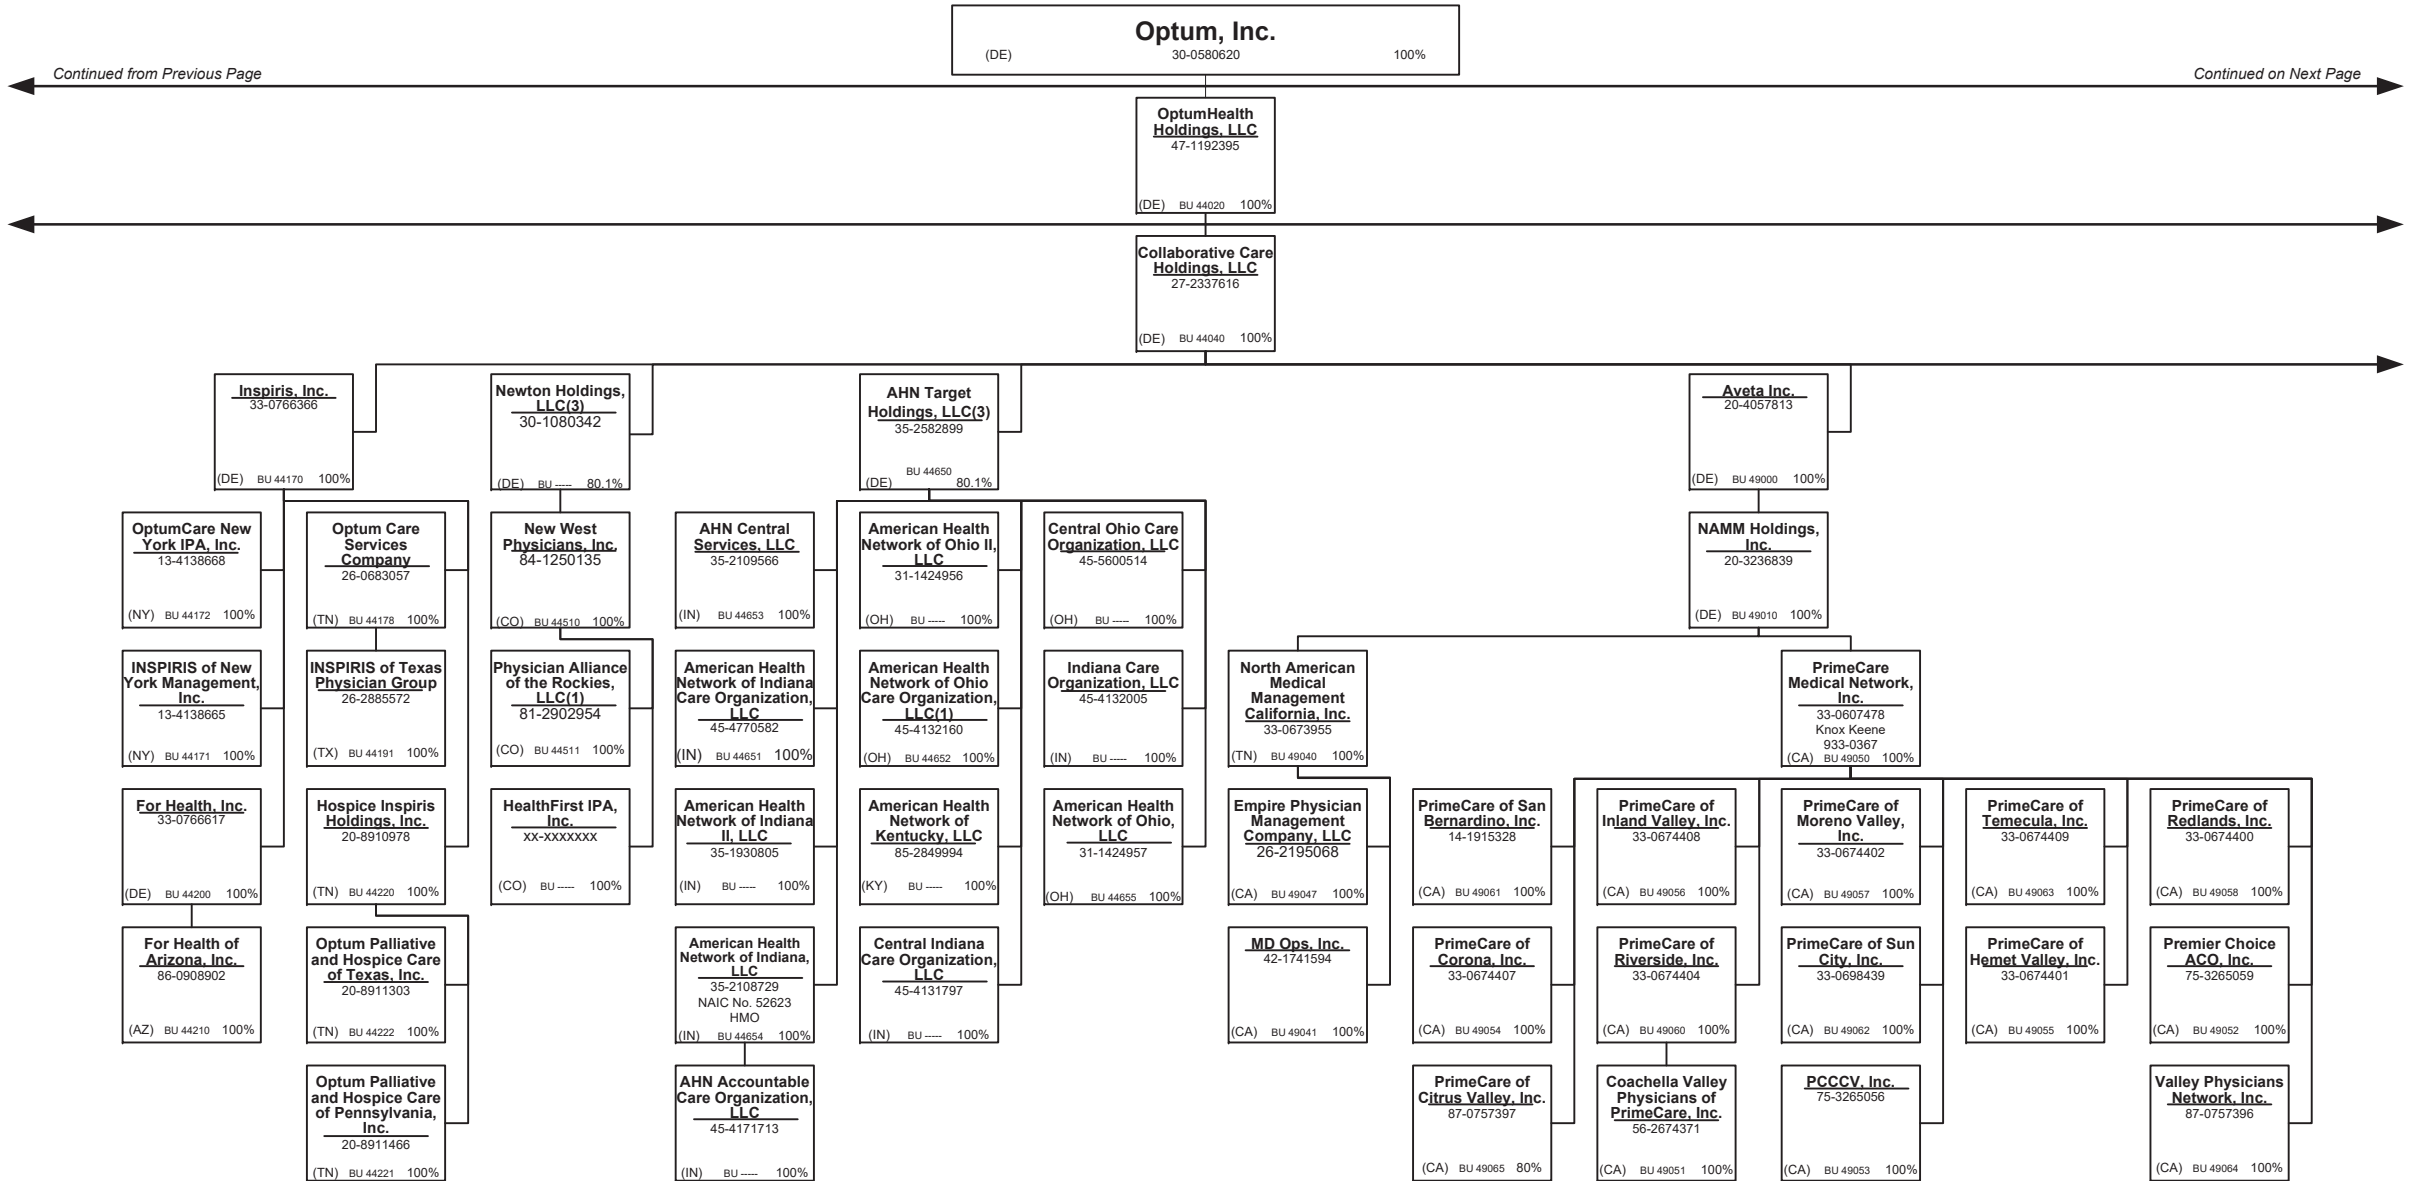 Optum, Inc.
(DE) 30-0580620 100%
Continued from Previous Page
Continued on Next Page
OptumHealth
Holdings, LLC
47-1192395
(DE) BU 44020 100%
Collaborative Care
Holdings, LLC
27-2337616
(DE) BU 44040 100%
Inspiris, Inc.
33-0766366
(DE) BU 44170 100%
Newton Holdings,
LLC(3)
30-1080342
(DE) BU ----- 80.1%
AHN Target
Holdings, LLC(3)
35-2582899
BU 44650
(DE) 80.1%
Aveta Inc.
20-4057813
(DE) BU 49000 100%
OptumCare New
York IPA, Inc.
13-4138668
(NY) BU 44172 100%
Optum Care
Services
Company
26-0683057
(TN) BU 44178 100%
New West
Physicians, Inc.
84-1250135
(CO) BU 44510 100%
AHN Central
Services, LLC
35-2109566
(IN) BU 44653 100%
American Health
Network of Ohio II,
LLC
31-1424956
(OH) BU ----- 100%
Central Ohio Care
Organization, LLC
45-5600514
(OH) BU ----- 100%
NAMM Holdings,
Inc.
20-3236839
(DE) BU 49010 100%
INSPIRIS of New
York Management,
Inc.
13-4138665
(NY) BU 44171 100%
INSPIRIS of Texas
Physician Group
26-2885572
(TX) BU 44191 100%
Physician Alliance
of the Rockies,
LLC(1)
81-2902954
(CO) BU 44511 100%
American Health
Network of Indiana
Care Organization,
LLC
45-4770582
(IN) BU 44651 100%
American Health
Network of Ohio
Care Organization,
LLC(1)
45-4132160
(OH) BU 44652 100%
Indiana Care
Organization, LLC
45-4132005
(IN) BU ----- 100%
North American
Medical
Management
California, Inc.
33-0673955
(TN) BU 49040 100%
PrimeCare
Medical Network,
Inc.
33-0607478
Knox Keene
933-0367
(CA) BU 49050 100%
For Health, Inc.
33-0766617
(DE) BU 44200 100%
Hospice Inspiris
Holdings, Inc.
20-8910978
(TN) BU 44220 100%
HealthFirst IPA,
Inc.
xx-xxxxxxx
(CO) BU ----- 100%
American Health
Network of Indiana
II, LLC
35-1930805
(IN) BU ----- 100%
American Health
Network of
Kentucky, LLC
85-2849994
(KY) BU ----- 100%
American Health
Network of Ohio,
LLC
31-1424957
(OH) BU 44655 100%
Empire Physician
Management
Company, LLC
26-2195068
(CA) BU 49047 100%
PrimeCare of San
Bernardino, Inc.
14-1915328
(CA) BU 49061 100%
PrimeCare of
Inland Valley, Inc.
33-0674408
(CA) BU 49056 100%
PrimeCare of
Moreno Valley,
Inc.
33-0674402
(CA) BU 49057 100%
PrimeCare of
Temecula, Inc.
33-0674409
(CA) BU 49063 100%
PrimeCare of
Redlands, Inc.
33-0674400
(CA) BU 49058 100%
For Health of
Arizona, Inc.
86-0908902
(AZ) BU 44210 100%
Optum Palliative
and Hospice Care
of Texas, Inc.
20-8911303
(TN) BU 44222 100%
American Health
Network of Indiana,
LLC
35-2108729
NAIC No. 52623
HMO
(IN) BU 44654 100%
Central Indiana
Care Organization,
LLC
45-4131797
(IN) BU ----- 100%
MD Ops, Inc.
42-1741594
(CA) BU 49041 100%
PrimeCare of
Corona, Inc.
33-0674407
(CA) BU 49054 100%
PrimeCare of
Riverside, Inc.
33-0674404
(CA) BU 49060 100%
PrimeCare of Sun
City, Inc.
33-0698439
(CA) BU 49062 100%
PrimeCare of
Hemet Valley, Inc.
33-0674401
(CA) BU 49055 100%
Premier Choice
ACO, Inc.
75-3265059
(CA) BU 49052 100%
Optum Palliative
and Hospice Care
of Pennsylvania,
Inc.
20-8911466
(TN) BU 44221 100%
AHN Accountable
Care Organization,
LLC
45-4171713
(IN) BU ----- 100%
PrimeCare of
Citrus Valley, Inc.
87-0757397
(CA) BU 49065 80%
Coachella Valley
Physicians of
PrimeCare, Inc.
56-2674371
(CA) BU 49051 100%
PCCCV, Inc.
75-3265056
(CA) BU 49053 100%
Valley Physicians
Network, Inc.
87-0757396
(CA) BU 49064 100%